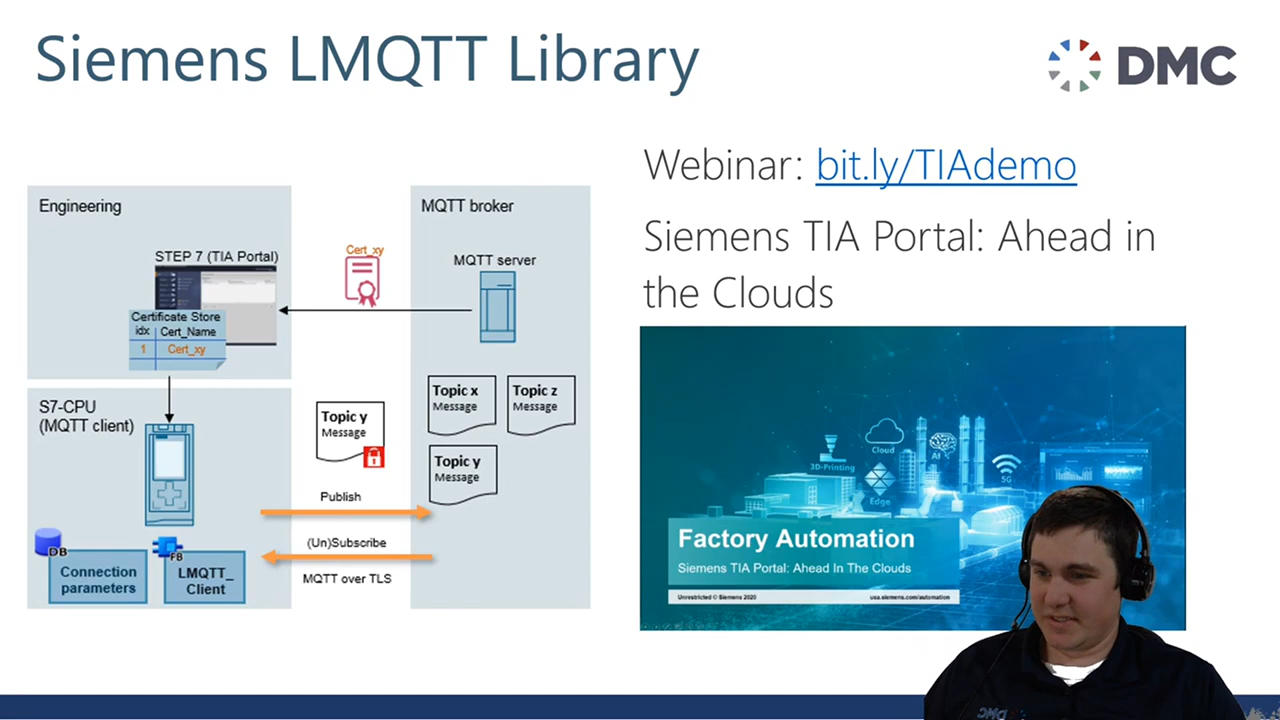 Siemens LMQTT Library
DMC
Webinar: bit.ly/TIAdemo
Siemens TIA Portal: Ahead in
the Clouds
Engineering
STEP 7 (TIA Portal)
Certificate Store
idx Cert_Name
1 Cert_xy
Cert_xy
MQTT broker
MQTT server
S7-CPU
(MQTT client)
Topic y
Message
Topic x
Message
Topic z
Message
Topic y
Message
Publish
(Un)Subscribe
MQTT over TLS
DB
Connection
parameters
FB
LMQTT_
Client
3D-Printing
Cloud
AI
Edge
5G
Factory Automation
Siemens TIA Portal: Ahead In The Clouds
Unrestricted © Siemens 2020
usa.siemens.com/automation
DMC